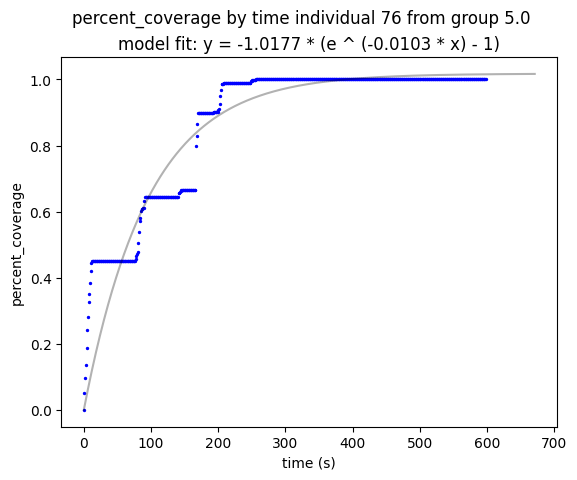 percent_coverage by time individual 76 from group 5.0
model fit: y = -1.0177 * (e ^ (-0.0103 * x) - 1)
1.0
0.8
0.6
0.4
0.2
0.0
percent_coverage
0 100 200 300 400 500 600 700
time (s)